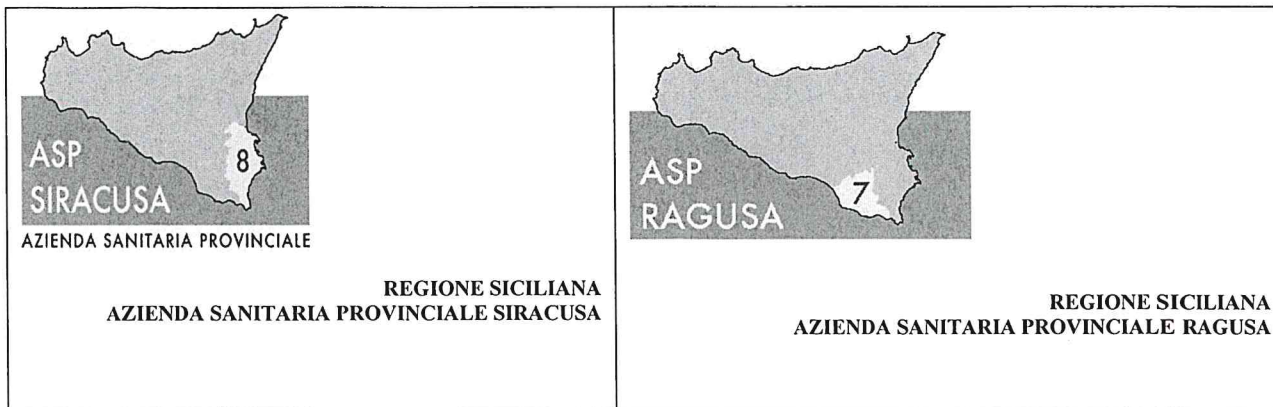 ASP
SIRACUSA
8
AZIENDA SANITARIA PROVINCIALE
REGIONE SICILIANA
AZIENDA SANITARIA PROVINCIALE SIRACUSA
ASP
RAGUSA
7
REGIONE SICILIANA
AZIENDA SANITARIA PROVINCIALE RAGUSA